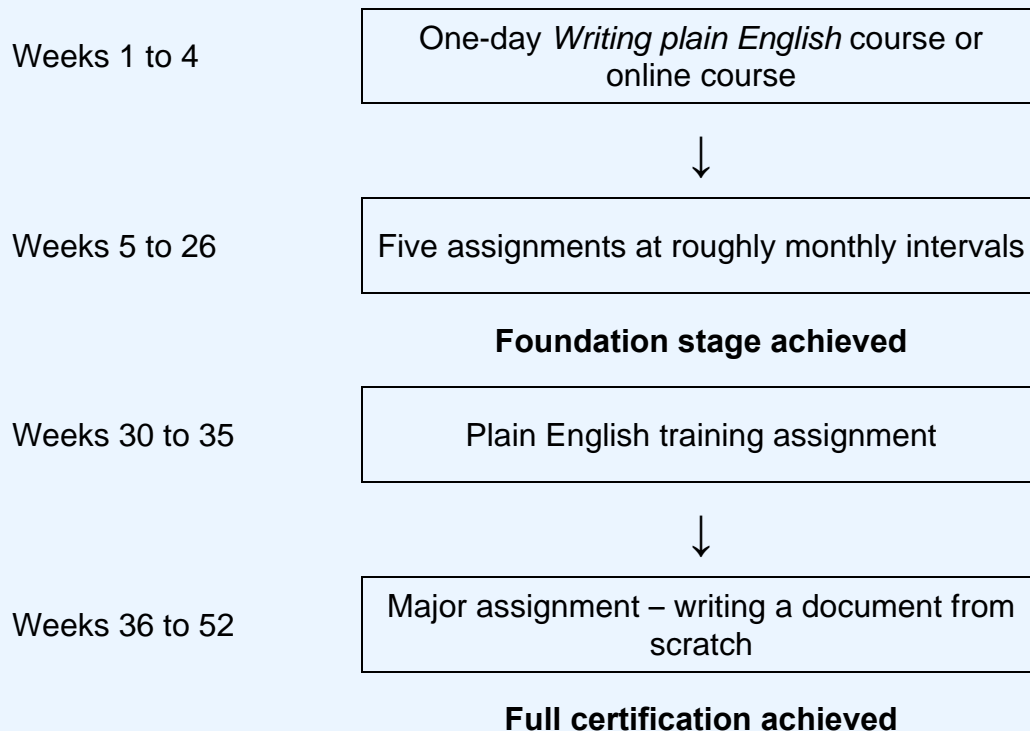 Weeks 1 to 4
One-day Writing plain English course or
online course
↓
Weeks 5 to 26
Five assignments at roughly monthly intervals
Foundation stage achieved
Weeks 30 to 35
Plain English training assignment
↓
Weeks 36 to 52
Major assignment – writing a document from
scratch
Full certification achieved